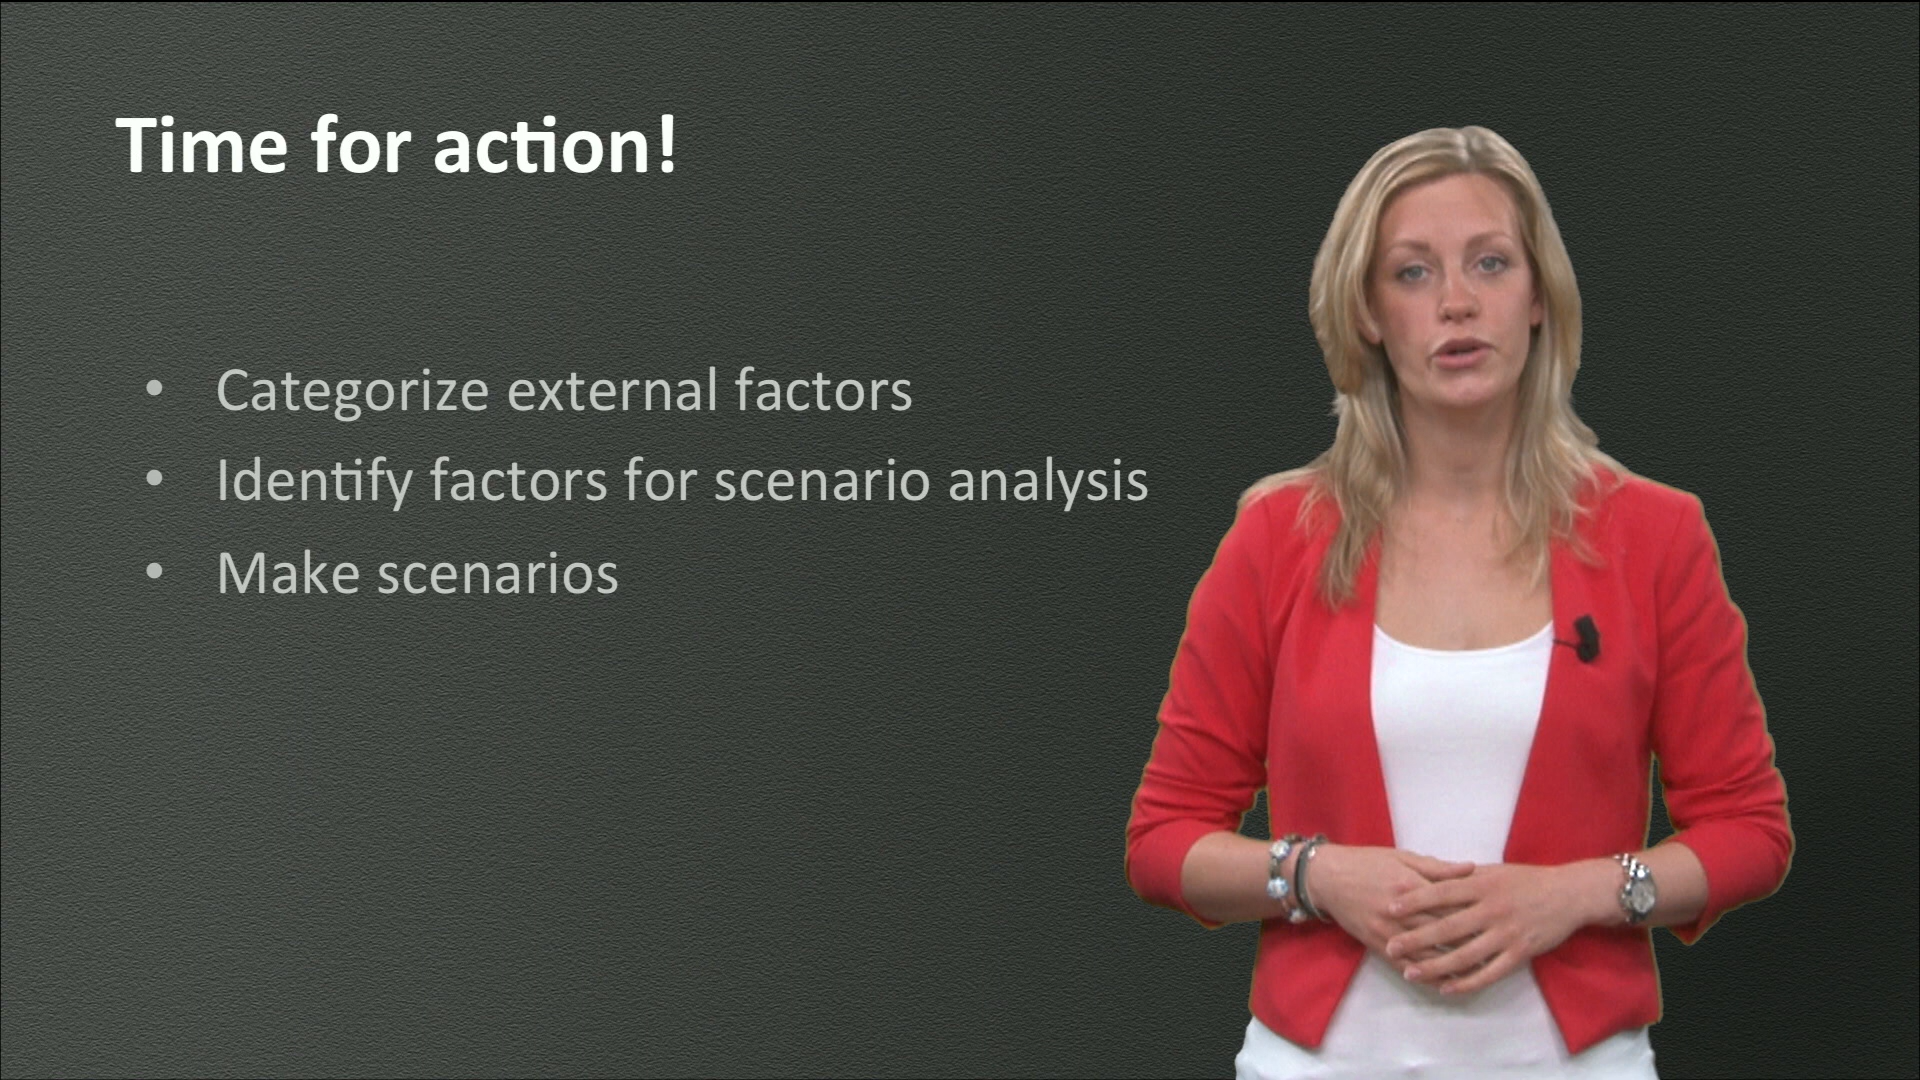 Time for action!
• Categorize external factors
• Identify factors for scenario analysis
• Make scenarios